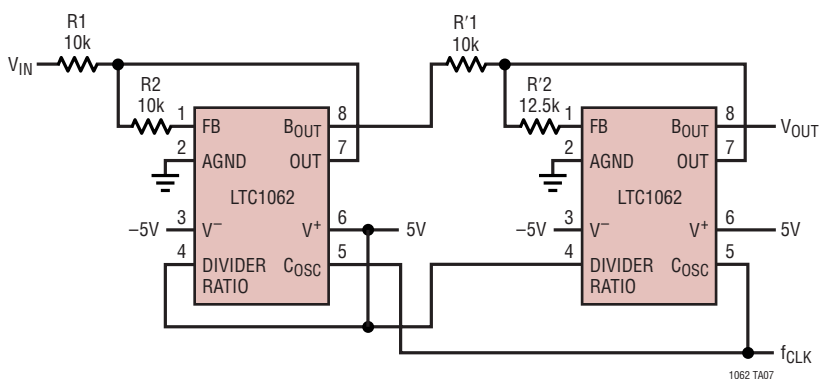 R1
10k
R'1
10k
VIN
R2
10k
R'2
12.5k
1
FB
BOUT
8
2
AGND
OUT
7
LTC1062
–5V
3
V–
V+
6
5V
4
DIVIDER
RATIO
COSC
5
1
FB
BOUT
8
VOUT
2
AGND
OUT
7
LTC1062
–5V
3
V–
V+
6
5V
4
DIVIDER
RATIO
COSC
5
fCLK
1062 TA07